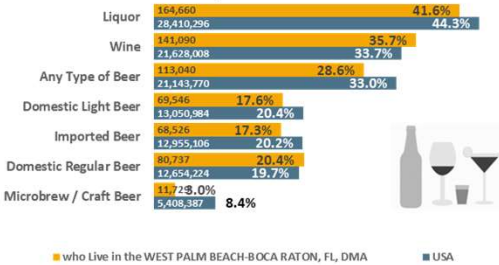 Liquor 164,660 41.6%
28,410,296 44.3%
Wine 141,090 35.7%
21,628,008 33.7%
Any Type of Beer 113,040 28.6%
21,143,770 33.0%
Domestic Light Beer 69,546 17.6%
13,050,984 20.4%
Imported Beer 68,526 17.3%
12,955,106 20.2%
Domestic Regular Beer 80,737 20.4%
12,654,224 19.7%
Microbrew / Craft Beer 3.0%
5,408,387 8.4%
who Live in the WEST PALM BEACH-BOCA RATON, FL, DMA USA